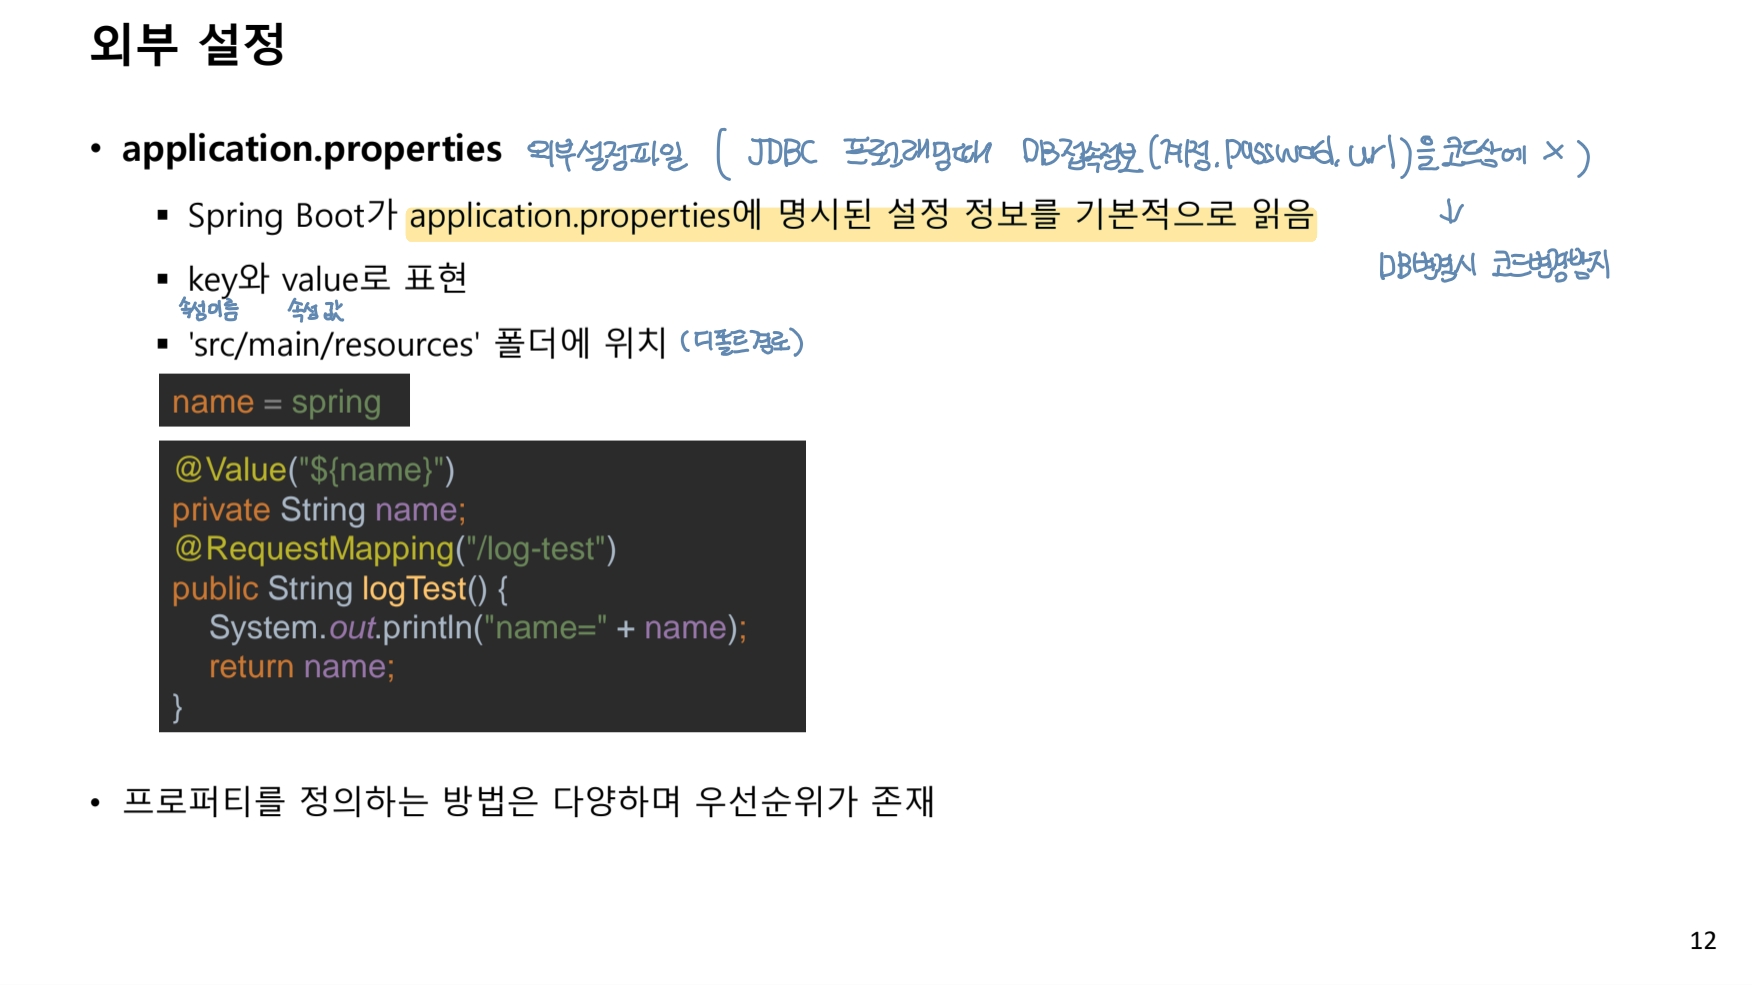 외부 설정
• application.properties 외부설정파일 ( JDBC 프로그래밍때 DB접속정보(계정, password, url)을 코드상에 × )
▪ Spring Boot가 application.properties에 명시된 설정 정보를 기본적으로 읽음 ↓
DB변경시 코드변경방지
▪ key와 value로 표현
속성이름 속성 값
▪ 'src/main/resources' 폴더에 위치 (디폴트경로)
name = spring
@Value("${name}")
private String name;
@RequestMapping("/log-test")
public String logTest() {
System.out.println("name=" + name);
return name;
}
• 프로퍼티를 정의하는 방법은 다양하며 우선순위가 존재
12